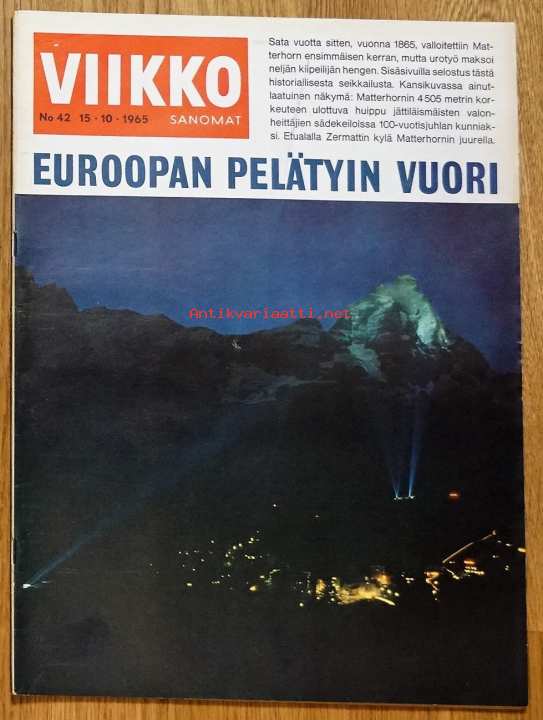 VIIKKO
No 42 15·10·1965 SANOMAT
Sata vuotta sitten, vuonna 1865, valloitettiin Mat-
terhorn ensimmäisen kerran, mutta urotyö maksoi
neljän kiipeilijän hengen. Sisäsivuilla selostus tästä
historiallisesta seikkailusta. Kansikuvassa ainut-
laatuinen näkymä: Matterhornin 4505 metrin kor-
keuteen ulottuva huippu jättiläismäisten valon-
heittäjien sädekeiloissa 100-vuotisjuhlan kunniak-
si. Etualalla Zermattin kylä Matterhornin juurella.
EUROOPAN PELÄTYIN VUORI
Antikvariaatti.net